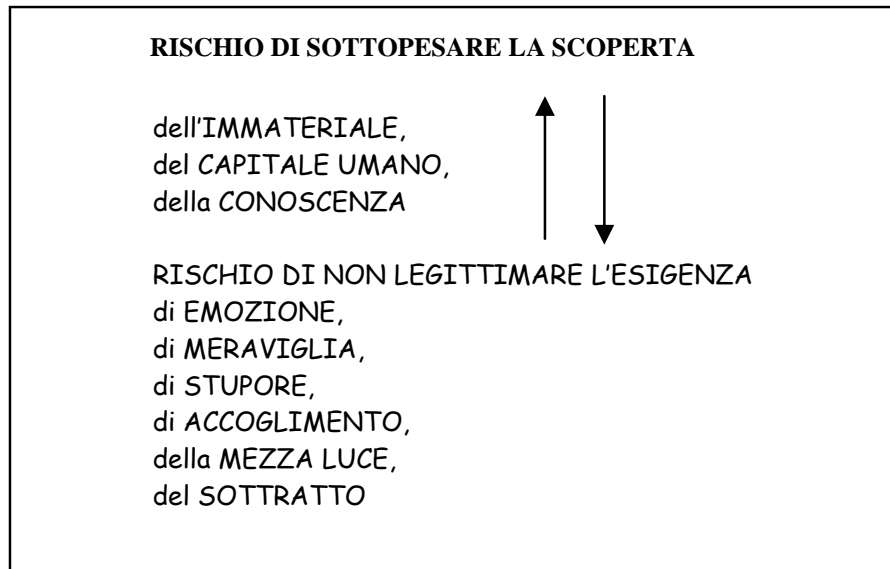 RISCHIO DI SOTTOPESARE LA SCOPERTA
dell'IMMATERIALE,
del CAPITALE UMANO,
della CONOSCENZA
RISCHIO DI NON LEGITTIMARE L'ESIGENZA
di EMOZIONE,
di MERAVIGLIA,
di STUPORE,
di ACCOGLIMENTO,
della MEZZA LUCE,
del SOTTRATTO